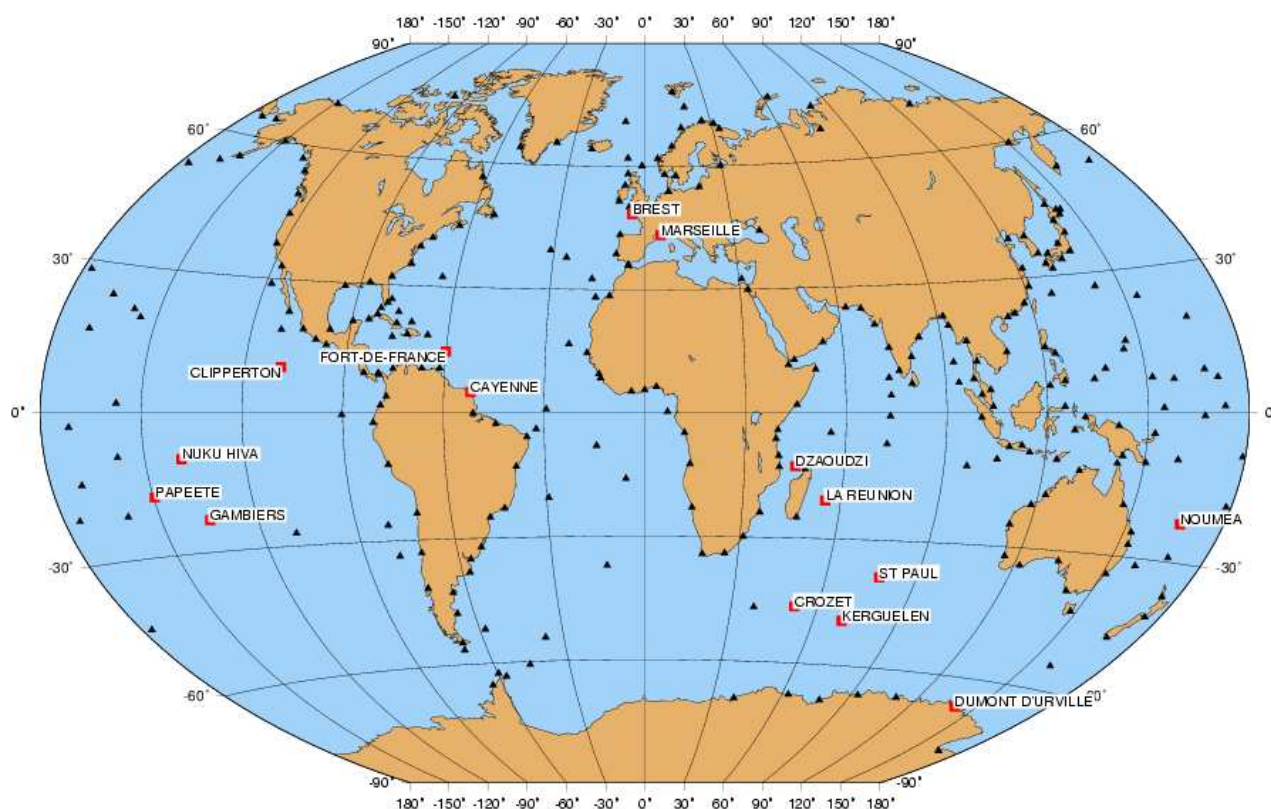 180° -150° -120° -90° -60° -30° 0° 30° 60° 90° 120° 150° 180°
90° 90°
60° 60°
BREST
MARSEILLE
30° 30°
FORT-DE-FRANCE
CLIPPERTON
CAYENNE
0° 0
NUKU HIVA
DZAOUDZI
PAPEETE
LA REUNION
GAMBIERS
NOUMEA
-30° -30°
ST PAUL
CROZET
KERGUELEN
-60° 60°
DUMONT D'URVILLE
-90° -90°
180° -150° -120° -90° -60° -30° 0° 30° 60° 90° 120° 150° 180°